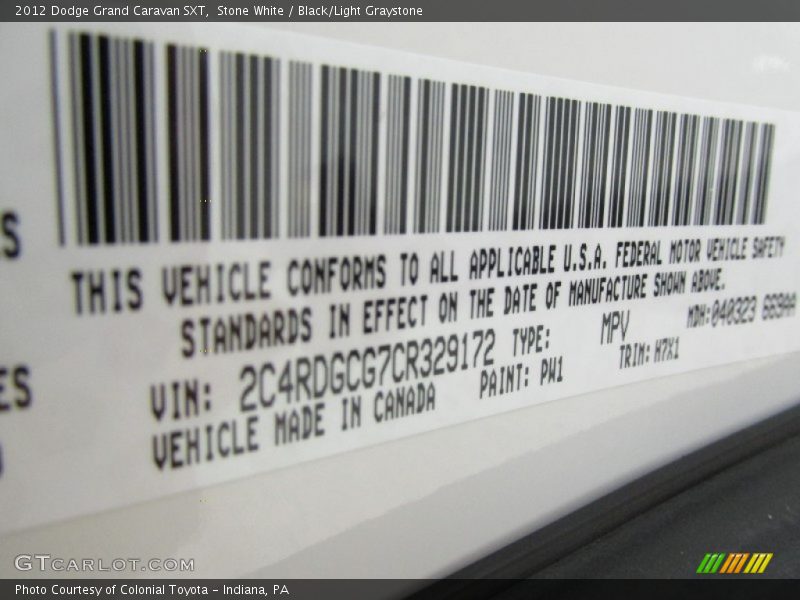 2012 Dodge Grand Caravan SXT,  Stone White / Black/Light Graystone
S
THIS VEHICLE CONFORMS TO ALL APPLICABLE U.S.A. FEDERAL MOTOR VEHICLE SAFETY
STANDARDS IN EFFECT ON THE DATE OF MANUFACTURE SHOWN ABOVE.
ES
VIN: 2C4RDGCG7CR329172 TYPE: MPV MDH:040323 669AA
VEHICLE MADE IN CANADA PAINT: PW1 TRIM: H7X1
GTCARLOT.COM
Photo Courtesy of Colonial Toyota - Indiana, PA